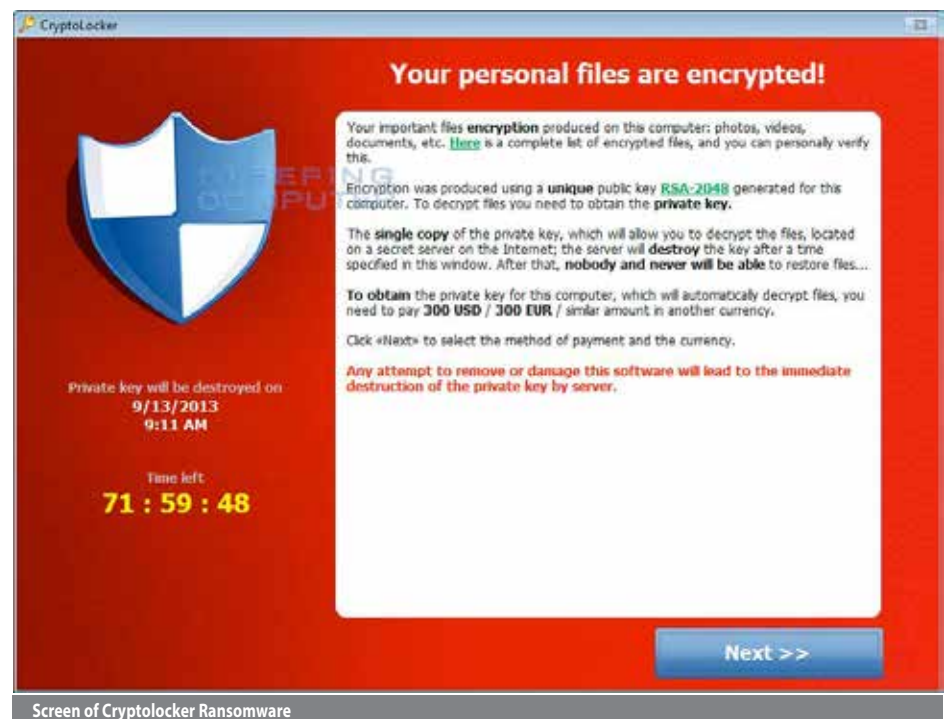 CryptoLocker
Your personal files are encrypted!
Your important files encryption produced on this computer: photos, videos,
documents, etc. Here is a complete list of encrypted files, and you can personally verify
this.
Encryption was produced using a unique public key RSA-2048 generated for this
computer. To decrypt files you need to obtain the private key.
The single copy of the private key, which will allow you to decrypt the files, located
on a secret server on the Internet; the server will destroy the key after a time
specified in this window. After that, nobody and never will be able to restore files...
To obtain the private key for this computer, which will automatically decrypt files, you
need to pay 300 USD / 300 EUR / similar amount in another currency.
Click «Next» to select the method of payment and the currency.
Any attempt to remove or damage this software will lead to the immediate
destruction of the private key by server.
Private key will be destroyed on
9/13/2013
9:11 AM
Time left
71 : 59 : 48
Next >>
Screen of Cryptolocker Ransomware